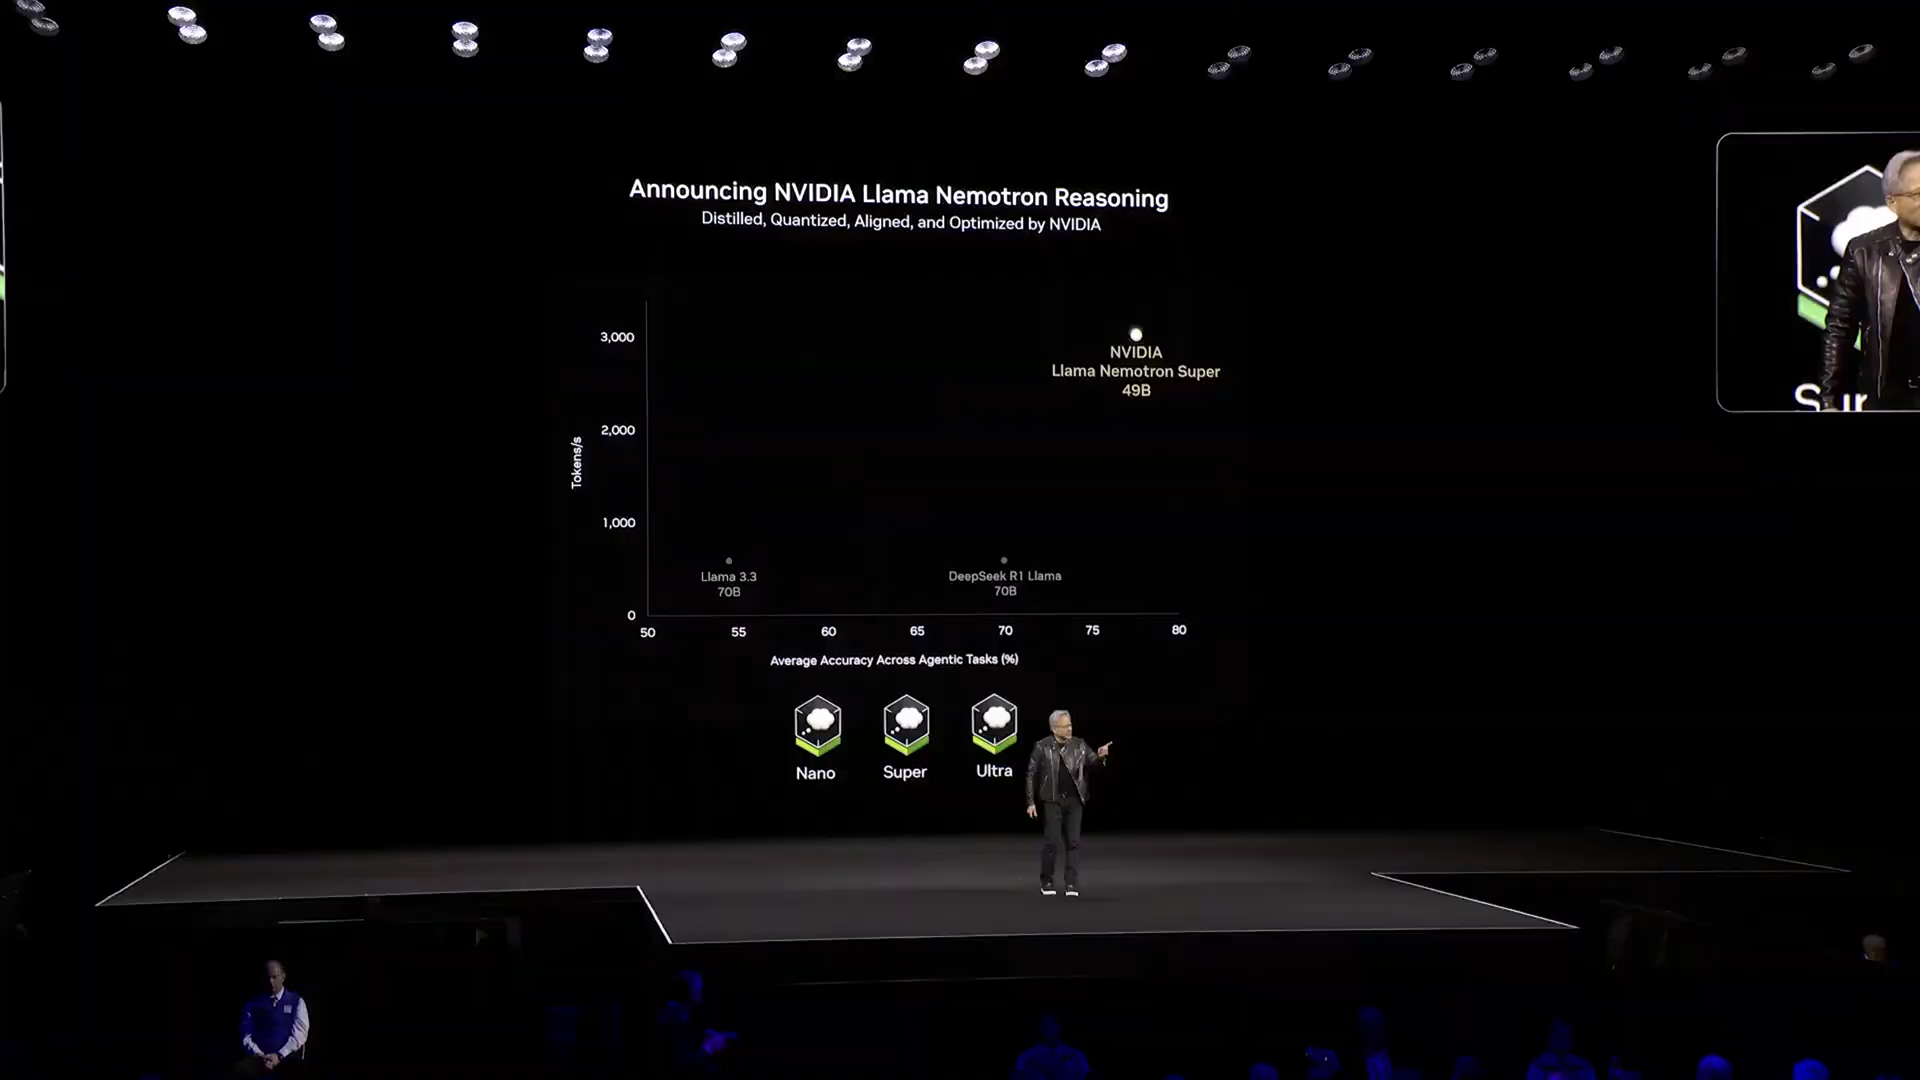 Announcing NVIDIA Llama Nemotron Reasoning
Distilled, Quantized, Aligned, and Optimized by NVIDIA
3,000
2,000
1,000
0
Tokens/s
NVIDIA
Llama Nemotron Super
49B
Llama 3.3
70B
DeepSeek R1 Llama
70B
50 55 60 65 70 75 80
Average Accuracy Across Agentic Tasks (%)
Nano Super Ultra